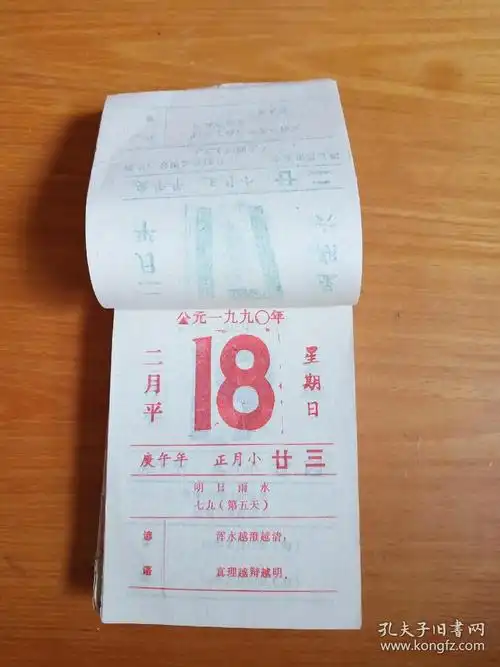 公元一九九〇年
二月平
18
星期日
庚午年 正月小 廿三
明日雨水
七九(第五天)
谚语
浑水越澄越清,
真理越辩越明。
孔夫子旧书网
www.kongfz.com